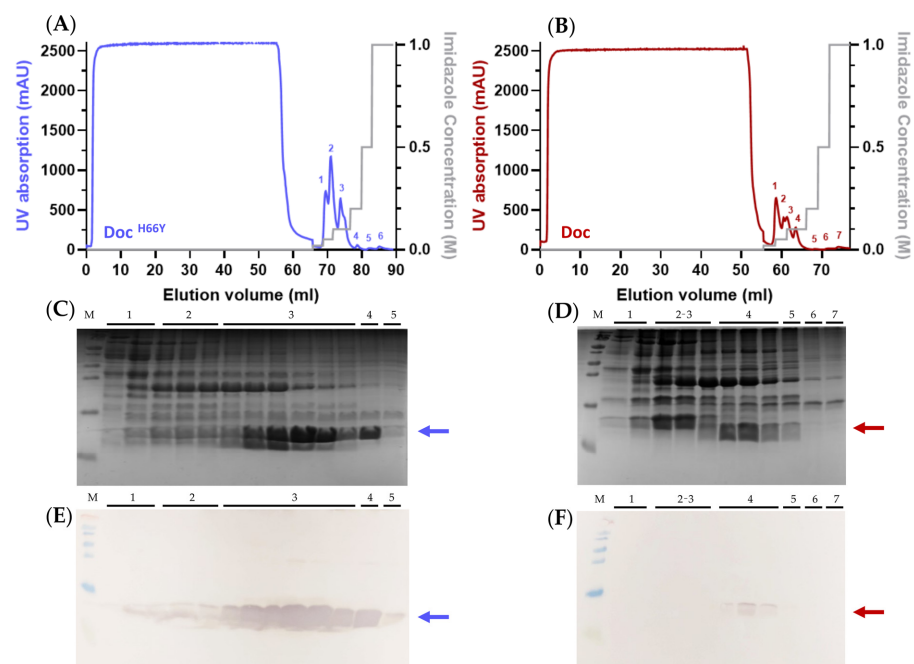 (A)
2500
2000
1500
1000
500
0
UV absorption (mAU)
1.0
0.5
0.0
Imidazole Concentration (M)
1
2
3
4
5
6
Doc H66Y
0 10 20 30 40 50 60 70 80 90
Elution volume (ml)
(B)
2500
2000
1500
1000
500
0
UV absorption (mAU)
1.0
0.5
0.0
Imidazole Concentration (M)
1
2
3
4
5 6 7
Doc
0 10 20 30 40 50 60 70
Elution volume (ml)
(C)
M 1 2 3 4 5
(D)
M 1 2-3 4 5 6 7
(E)
M 1 2 3 4 5
(F)
M 1 2-3 4 5 6 7